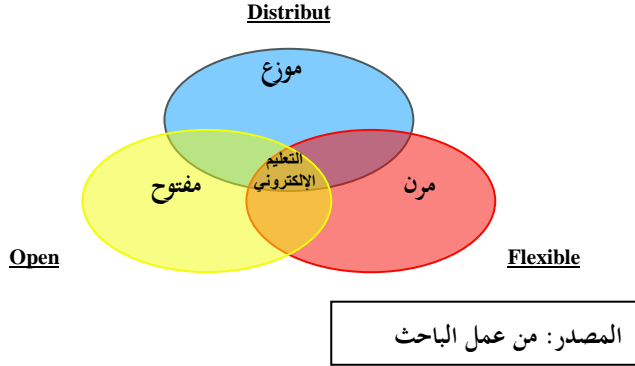 Distribut
موزع
التعليم
الإلكتروني
مفتوح
مرن
Open
Flexible
المصدر: من عمل الباحث